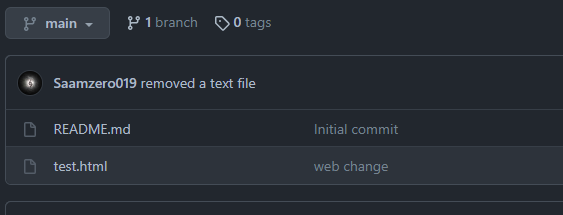 main 1 branch 0 tags
Saamzero019 removed a text file
README.md Initial commit
test.html web change